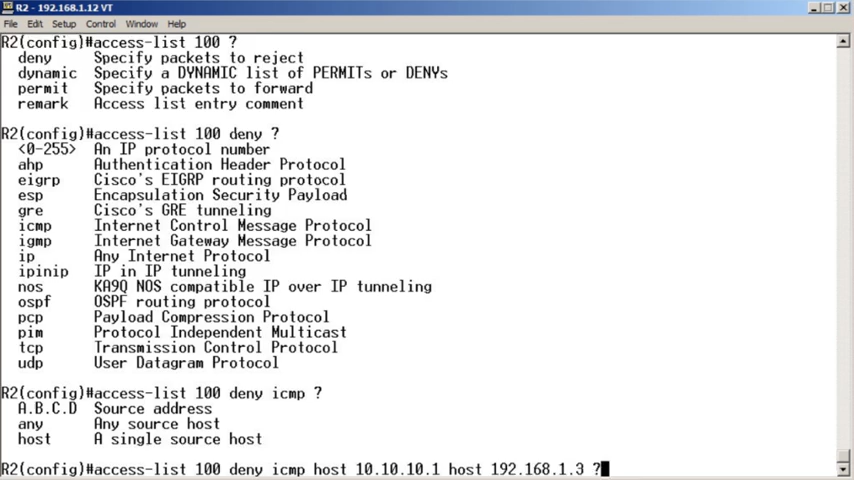 R2 - 192.168.1.12 VT
File Edit Setup Control Window Help
R2(config)#access-list 100 ?
deny Specify packets to reject
dynamic Specify a DYNAMIC list of PERMITs or DENYs
permit Specify packets to forward
remark Access list entry comment
R2(config)#access-list 100 deny ?
<0-255> An IP protocol number
ahp Authentication Header Protocol
eigrp Cisco's EIGRP routing protocol
esp Encapsulation Security Payload
gre Cisco's GRE tunneling
icmp Internet Control Message Protocol
igmp Internet Gateway Message Protocol
ip Any Internet Protocol
ipinip IP in IP tunneling
nos KA9Q NOS compatible IP over IP tunneling
ospf OSPF routing protocol
pcp Payload Compression Protocol
pim Protocol Independent Multicast
tcp Transmission Control Protocol
udp User Datagram Protocol
R2(config)#access-list 100 deny icmp ?
A.B.C.D Source address
any Any source host
host A single source host
R2(config)#access-list 100 deny icmp host 10.10.10.1 host 192.168.1.3 ?